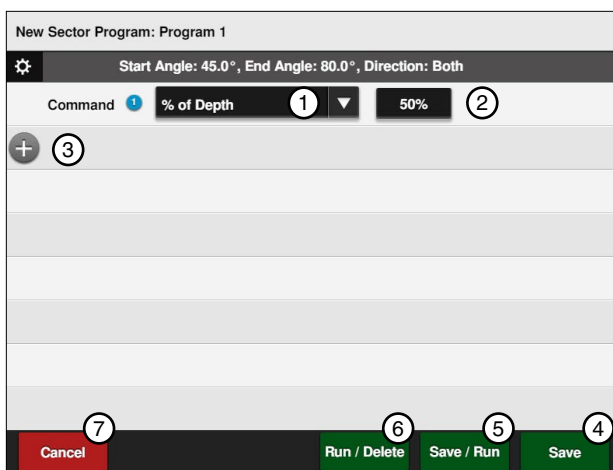 New Sector Program: Program 1
Start Angle: 45.0°, End Angle: 80.0°, Direction: Both
Command 1 % of Depth 1 50% 2
3
7 6 5 4
Cancel Run / Delete Save / Run Save